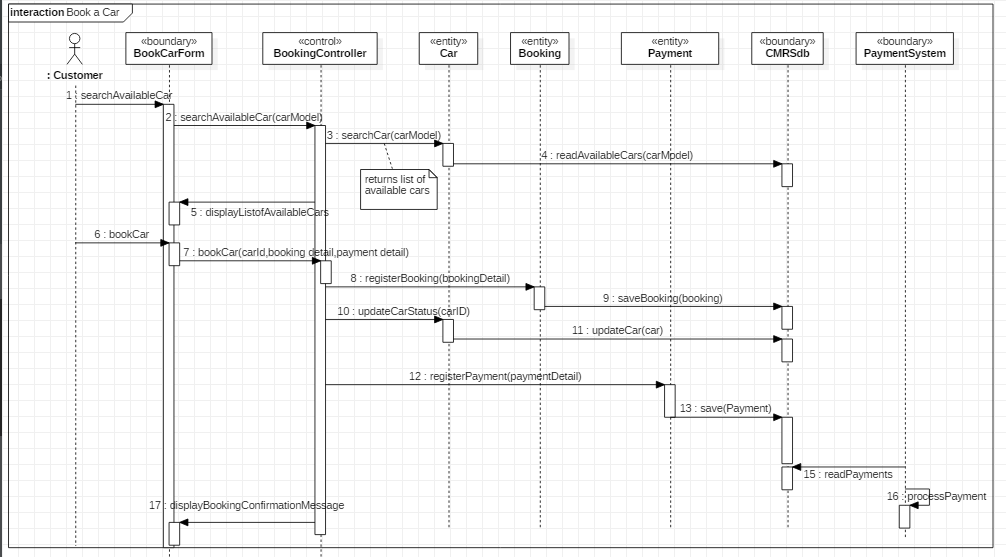 interaction Book a Car
«boundary»
BookCarForm
«control»
BookingController
«entity»
Car
«entity»
Booking
«entity»
Payment
«boundary»
CMRSdb
«boundary»
PaymentSystem
: Customer
1 : searchAvailableCar
2 : searchAvailableCar(carModel)
3 : searchCar(carModel)
4 : readAvailableCars(carModel)
returns list of
available cars
5 : displayListofAvailableCars
6 : bookCar
7 : bookCar(carId,booking detail,payment detail)
8 : registerBooking(bookingDetail)
9 : saveBooking(booking)
10 : updateCarStatus(carID)
11 : updateCar(car)
12 : registerPayment(paymentDetail)
13 : save(Payment)
15 : readPayments
16 : processPayment
17 : displayBookingConfirmationMessage